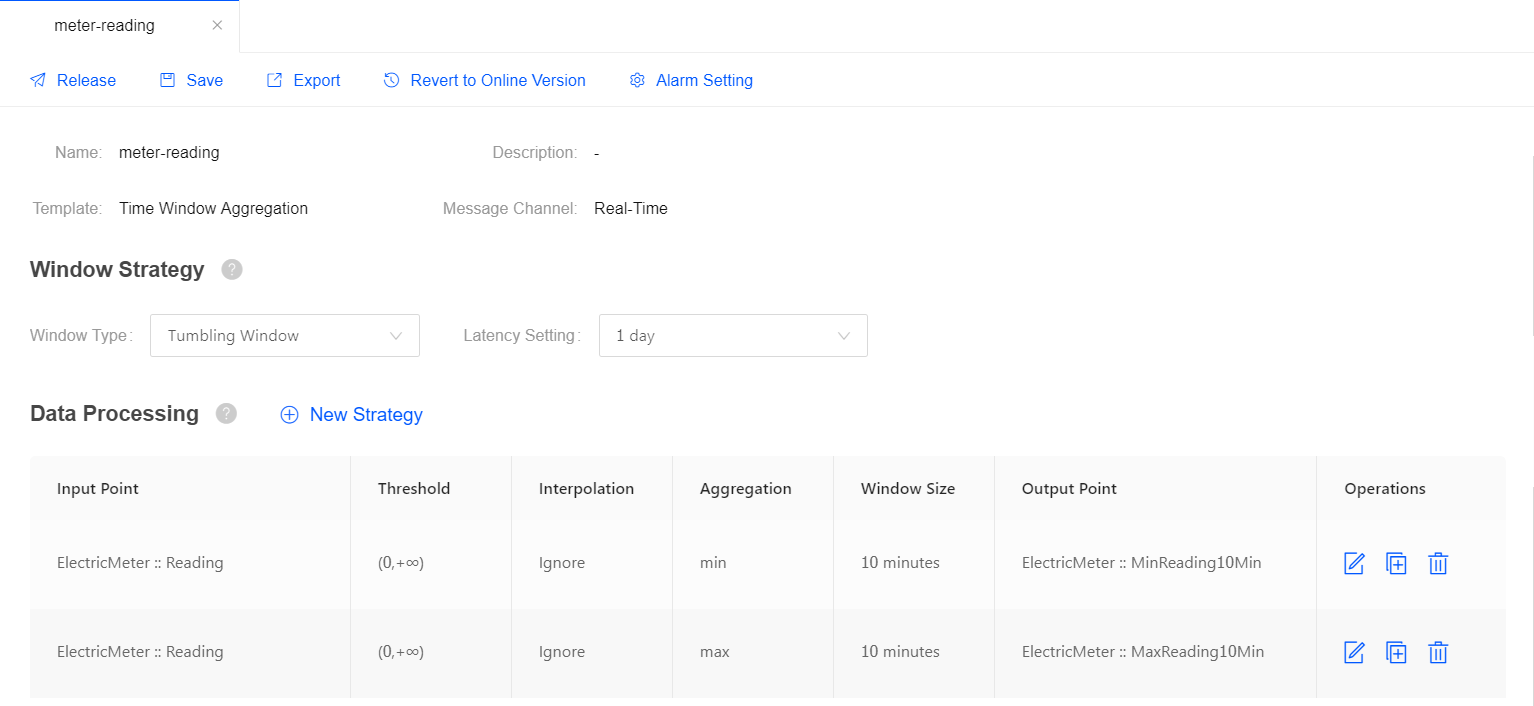 meter-reading
Release Save Export Revert to Online Version Alarm Setting
Name: meter-reading Description: -
Template: Time Window Aggregation Message Channel: Real-Time
Window Strategy ?
Window Type: Tumbling Window Latency Setting: 1 day
Data Processing ? New Strategy
Input Point Threshold Interpolation Aggregation Window Size Output Point Operations
ElectricMeter :: Reading (0,+∞) Ignore min 10 minutes ElectricMeter :: MinReading10Min
ElectricMeter :: Reading (0,+∞) Ignore max 10 minutes ElectricMeter :: MaxReading10Min